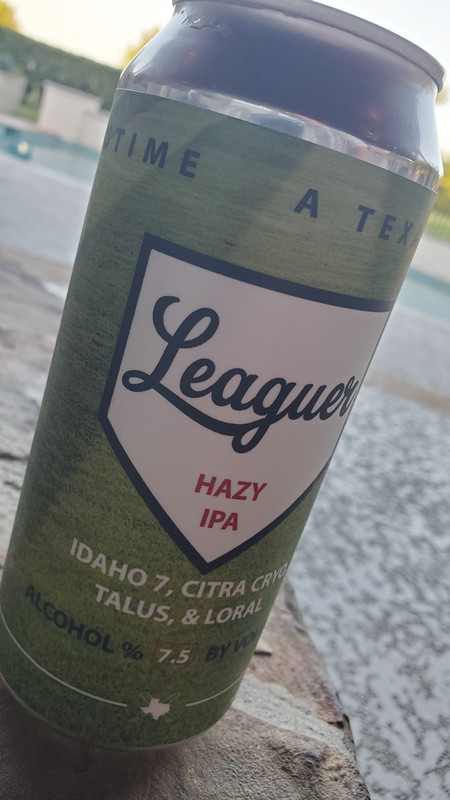 TIME
A TEX
Leaguer
HAZY
IPA
IDAHO 7, CITRA CRYO
TALUS, & LORAL
ALCOHOL % 7.5 BY VO